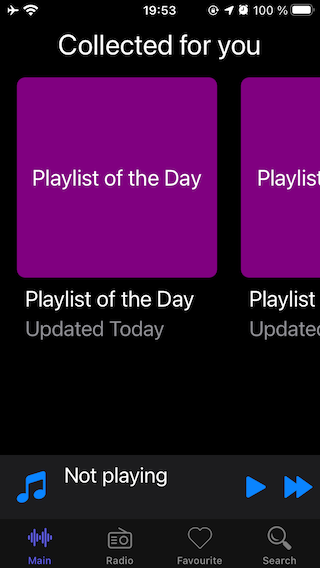 19:53
100 %
Collected for you
Playlist of the Day
Playlist
Playlist of the Day
Playlist
Updated Today
Updated
Not playing
Main
Radio
Favourite
Search